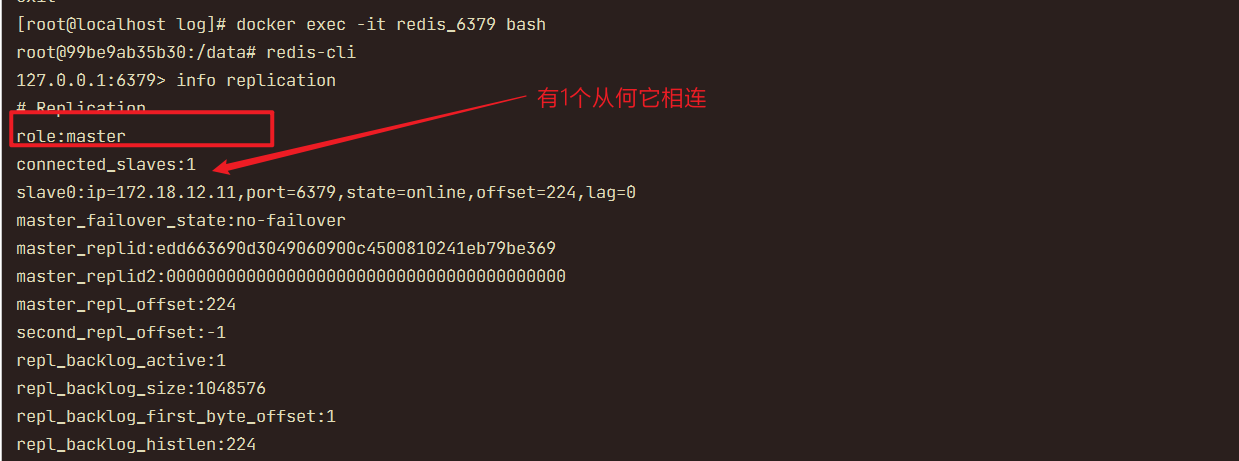 [root@localhost log]# docker exec -it redis_6379 bash
root@99be9ab35b30:/data# redis-cli
127.0.0.1:6379> info replication
有1个从何它相连
# Replication
role:master
connected_slaves:1
slave0:ip=172.18.12.11,port=6379,state=online,offset=224,lag=0
master_failover_state:no-failover
master_replid:edd663690d3049060900c4500810241eb79be369
master_replid2:0000000000000000000000000000000000000000
master_repl_offset:224
second_repl_offset:-1
repl_backlog_active:1
repl_backlog_size:1048576
repl_backlog_first_byte_offset:1
repl_backlog_histlen:224